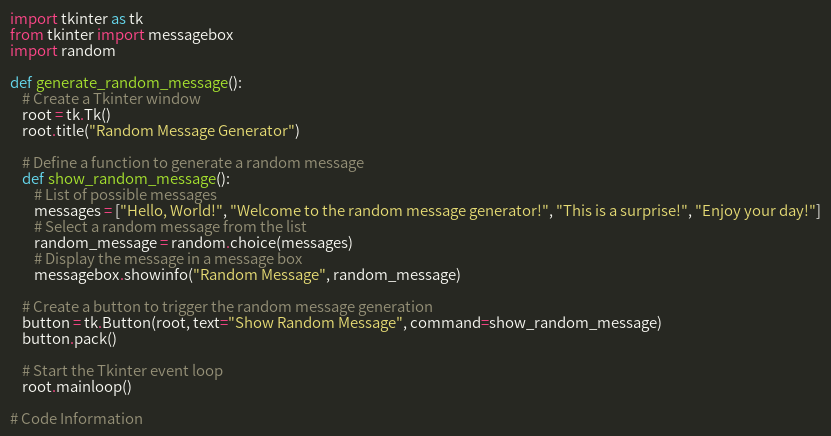 import tkinter as tk
from tkinter import messagebox
import random

def generate_random_message():
    # Create a Tkinter window
    root = tk.Tk()
    root.title("Random Message Generator")

    # Define a function to generate a random message
    def show_random_message():
        # List of possible messages
        messages = ["Hello, World!", "Welcome to the random message generator!", "This is a surprise!", "Enjoy your day!"]
        # Select a random message from the list
        random_message = random.choice(messages)
        # Display the message in a message box
        messagebox.showinfo("Random Message", random_message)

    # Create a button to trigger the random message generation
    button = tk.Button(root, text="Show Random Message", command=show_random_message)
    button.pack()

    # Start the Tkinter event loop
    root.mainloop()

# Code Information